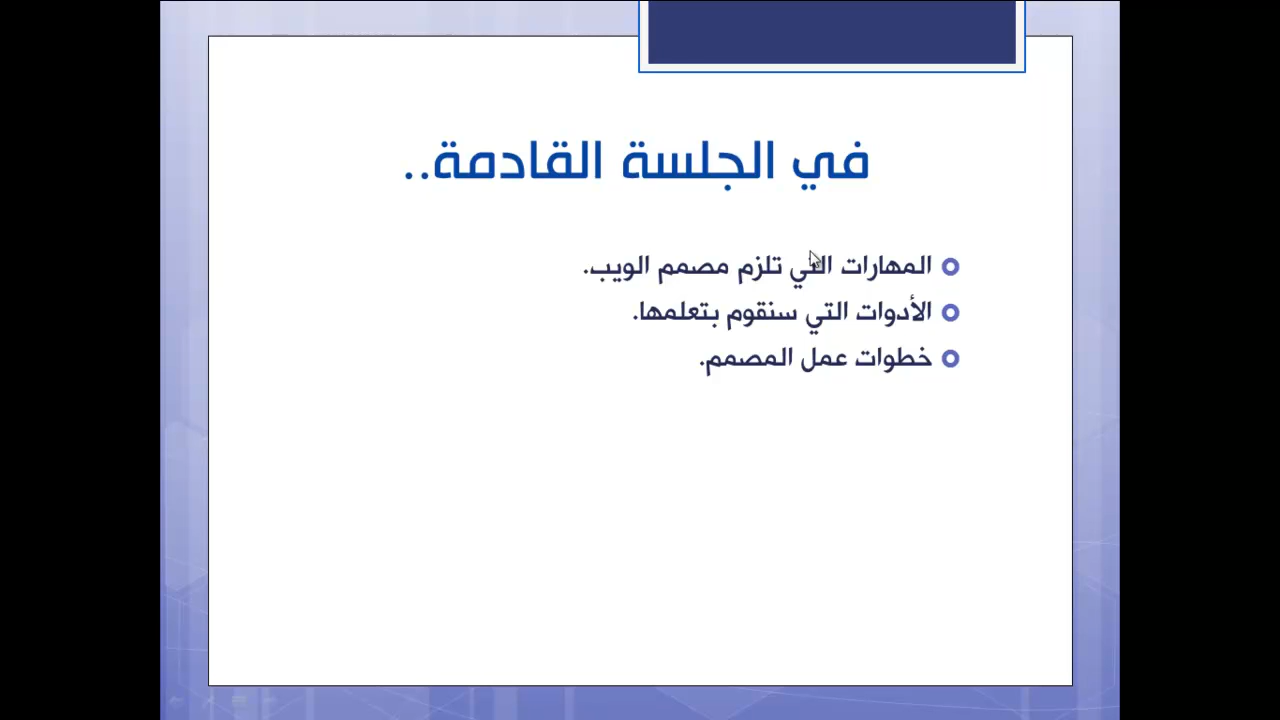 في الجلسة القادمة..
المهارات التي تلزم مصمم الويب.
الأدوات التي سنقوم بتعلمها.
خطوات عمل المصمم.